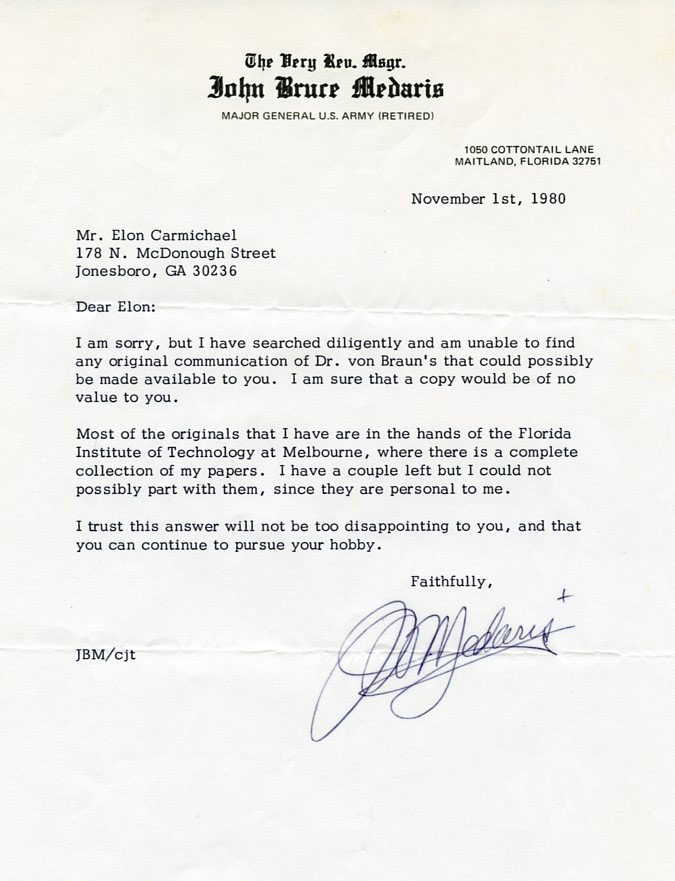 The Very Rev. Msgr.
John Bruce Medaris
MAJOR GENERAL U.S. ARMY (RETIRED)
1050 COTTONTAIL LANE
MAITLAND, FLORIDA 32751
November 1st, 1980
Mr. Elon Carmichael
178 N. McDonough Street
Jonesboro, GA 30236
Dear Elon:
I am sorry, but I have searched diligently and am unable to find
any original communication of Dr. von Braun's that could possibly
be made available to you. I am sure that a copy would be of no
value to you.
Most of the originals that I have are in the hands of the Florida
Institute of Technology at Melbourne, where there is a complete
collection of my papers. I have a couple left but I could not
possibly part with them, since they are personal to me.
I trust this answer will not be too disappointing to you, and that
you can continue to pursue your hobby.
Faithfully,
JB Medaris +
JBM/cjt